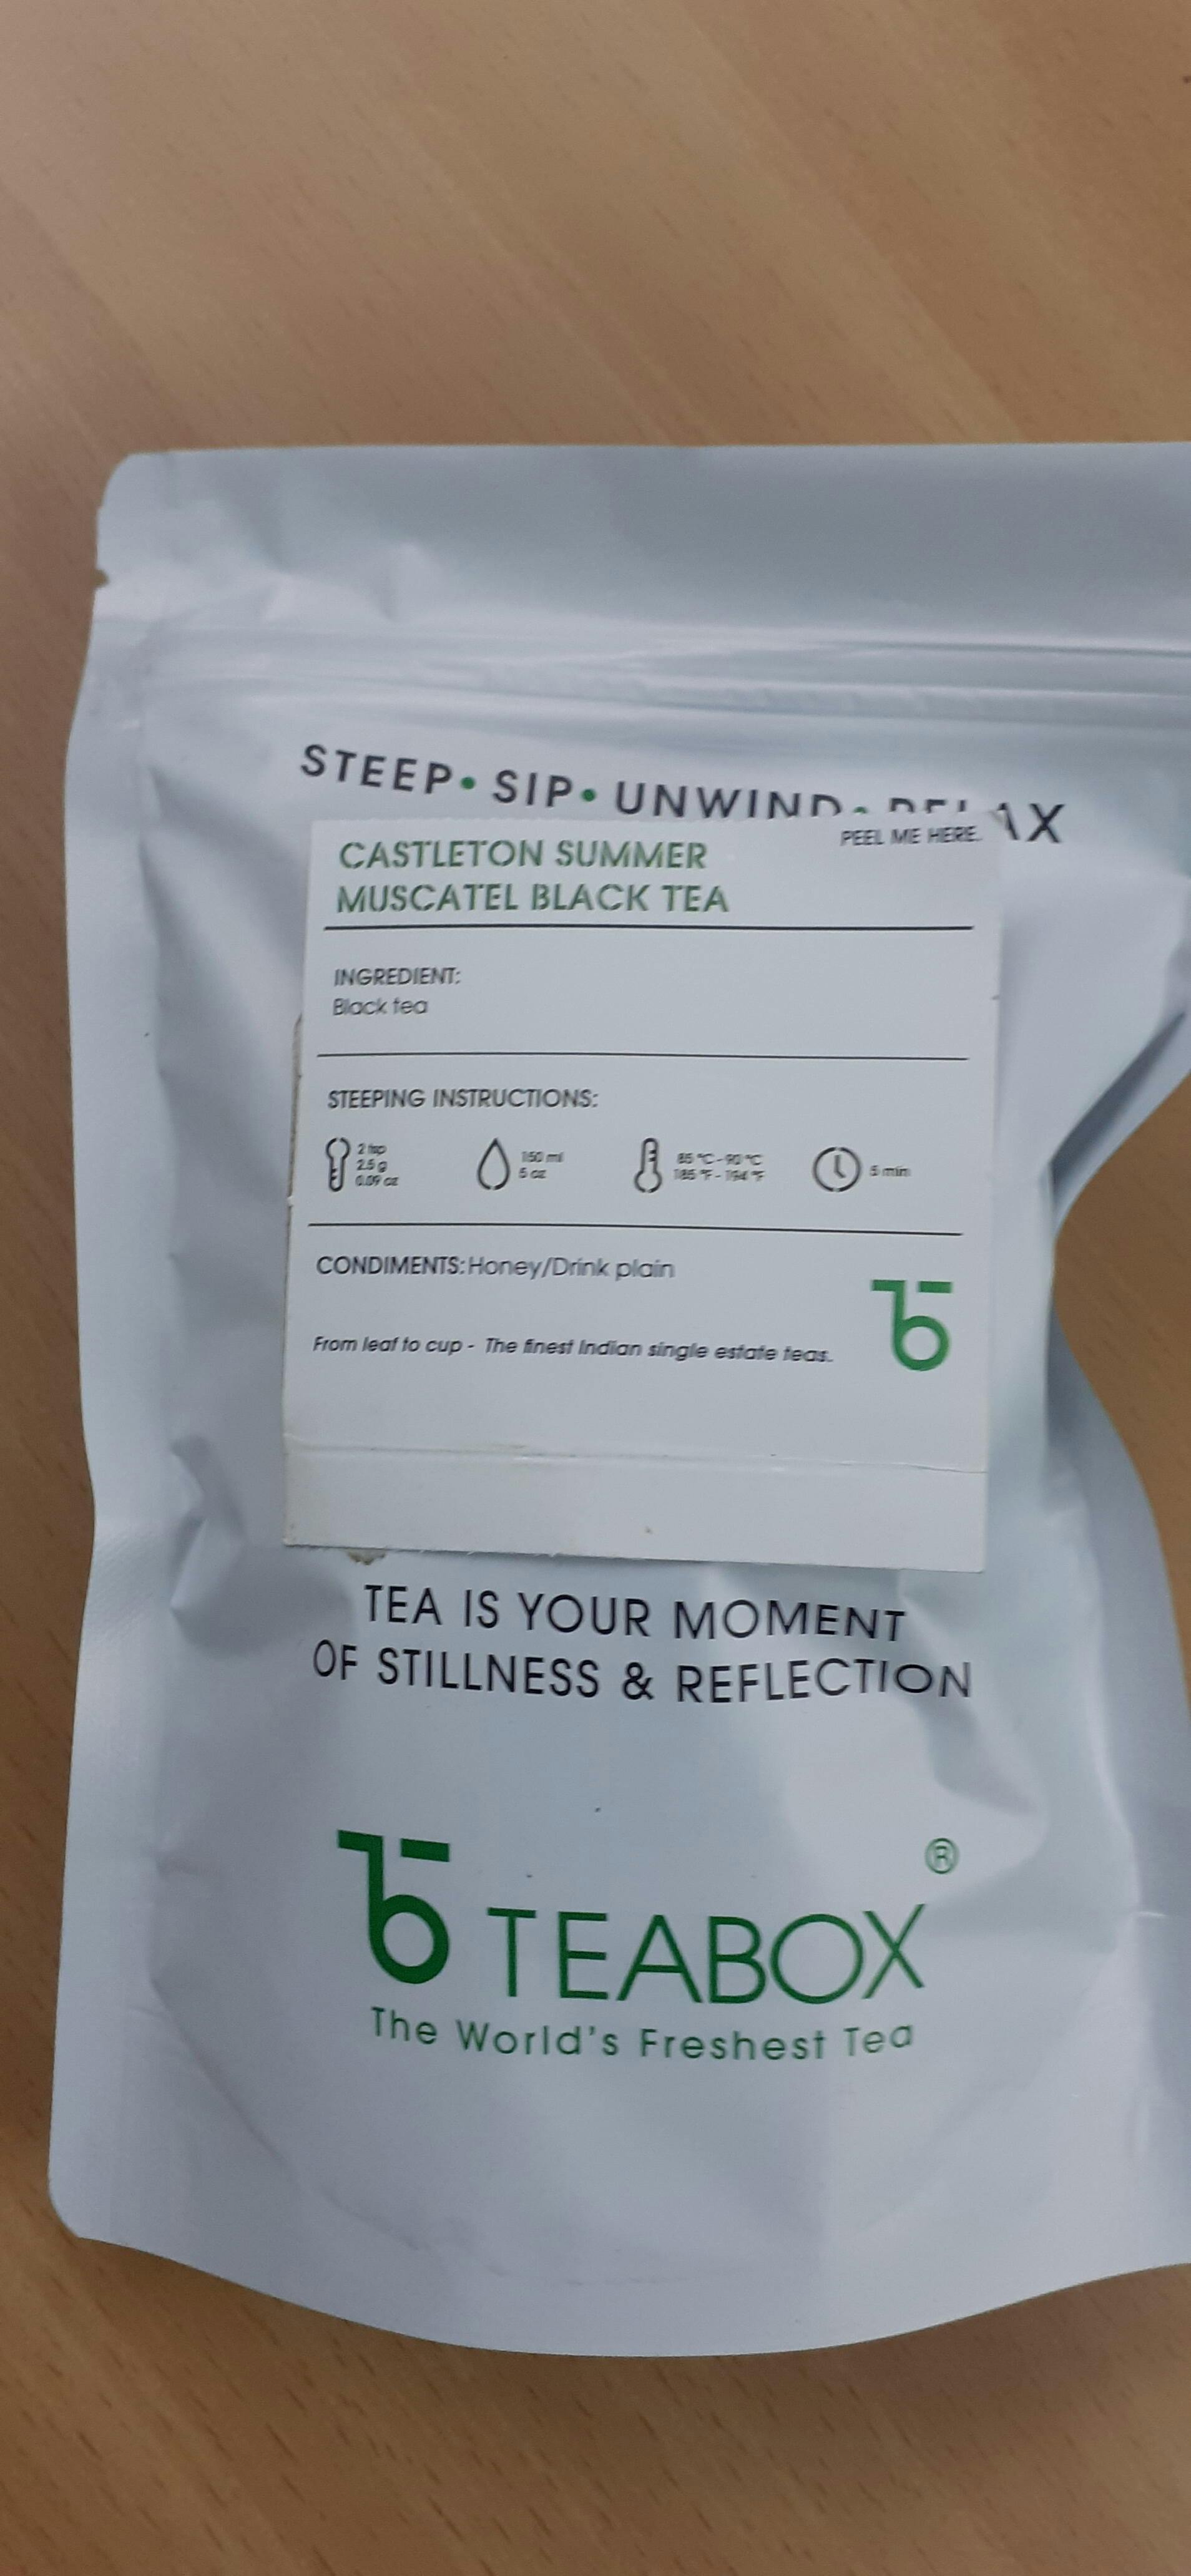 STEEP • SIP • UNWIND • RELAX
PEEL ME HERE.
CASTLETON SUMMER
MUSCATEL BLACK TEA
INGREDIENT:
Black tea
STEEPING INSTRUCTIONS:
2 tsp
2.5 g
0.09 oz
150 ml
5 oz
85 °C - 90 °C
185 °F - 194 °F
5 min
CONDIMENTS: Honey/Drink plain
From leaf to cup - The finest Indian single estate teas.
TEA IS YOUR MOMENT
OF STILLNESS & REFLECTION
TEABOX®
The World's Freshest Tea